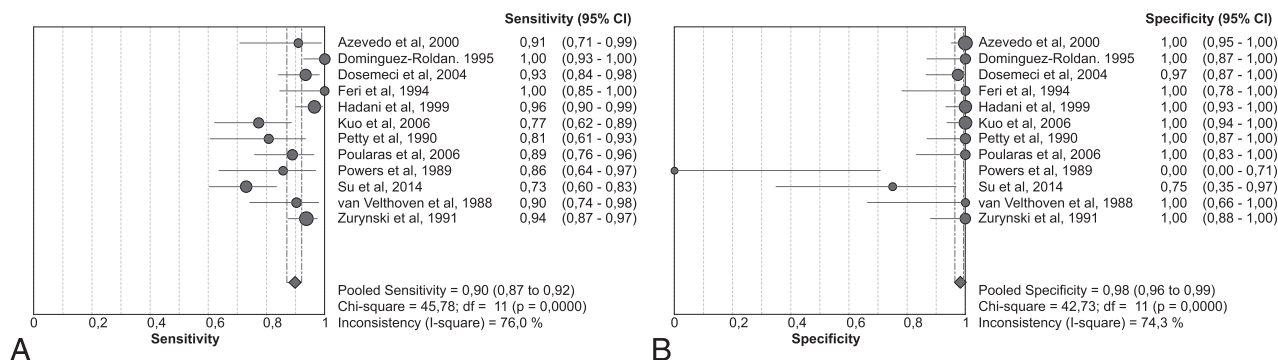 Sensitivity (95% CI)
Azevedo et al, 2000 0,91 (0,71 - 0,99)
Dominguez-Roldan. 1995 1,00 (0,93 - 1,00)
Dosemeci et al, 2004 0,93 (0,84 - 0,98)
Feri et al, 1994 1,00 (0,85 - 1,00)
Hadani et al, 1999 0,96 (0,90 - 0,99)
Kuo et al, 2006 0,77 (0,62 - 0,89)
Petty et al, 1990 0,81 (0,61 - 0,93)
Poularas et al, 2006 0,89 (0,76 - 0,96)
Powers et al, 1989 0,86 (0,64 - 0,97)
Su et al, 2014 0,73 (0,60 - 0,83)
van Velthoven et al, 1988 0,90 (0,74 - 0,98)
Zurynski et al, 1991 0,94 (0,87 - 0,97)
Pooled Sensitivity = 0,90 (0,87 to 0,92)
Chi-square = 45,78; df = 11 (p = 0,0000)
Inconsistency (I-square) = 76,0 %
0 0,2 0,4 0,6 0,8 1
Sensitivity
A
Specificity (95% CI)
Azevedo et al, 2000 1,00 (0,95 - 1,00)
Dominguez-Roldan. 1995 1,00 (0,87 - 1,00)
Dosemeci et al, 2004 0,97 (0,87 - 1,00)
Feri et al, 1994 1,00 (0,78 - 1,00)
Hadani et al, 1999 1,00 (0,93 - 1,00)
Kuo et al, 2006 1,00 (0,94 - 1,00)
Petty et al, 1990 1,00 (0,87 - 1,00)
Poularas et al, 2006 1,00 (0,83 - 1,00)
Powers et al, 1989 0,00 (0,00 - 0,71)
Su et al, 2014 0,75 (0,35 - 0,97)
van Velthoven et al, 1988 1,00 (0,66 - 1,00)
Zurynski et al, 1991 1,00 (0,88 - 1,00)
Pooled Specificity = 0,98 (0,96 to 0,99)
Chi-square = 42,73; df = 11 (p = 0,0000)
Inconsistency (I-square) = 74,3 %
0 0,2 0,4 0,6 0,8 1
Specificity
B